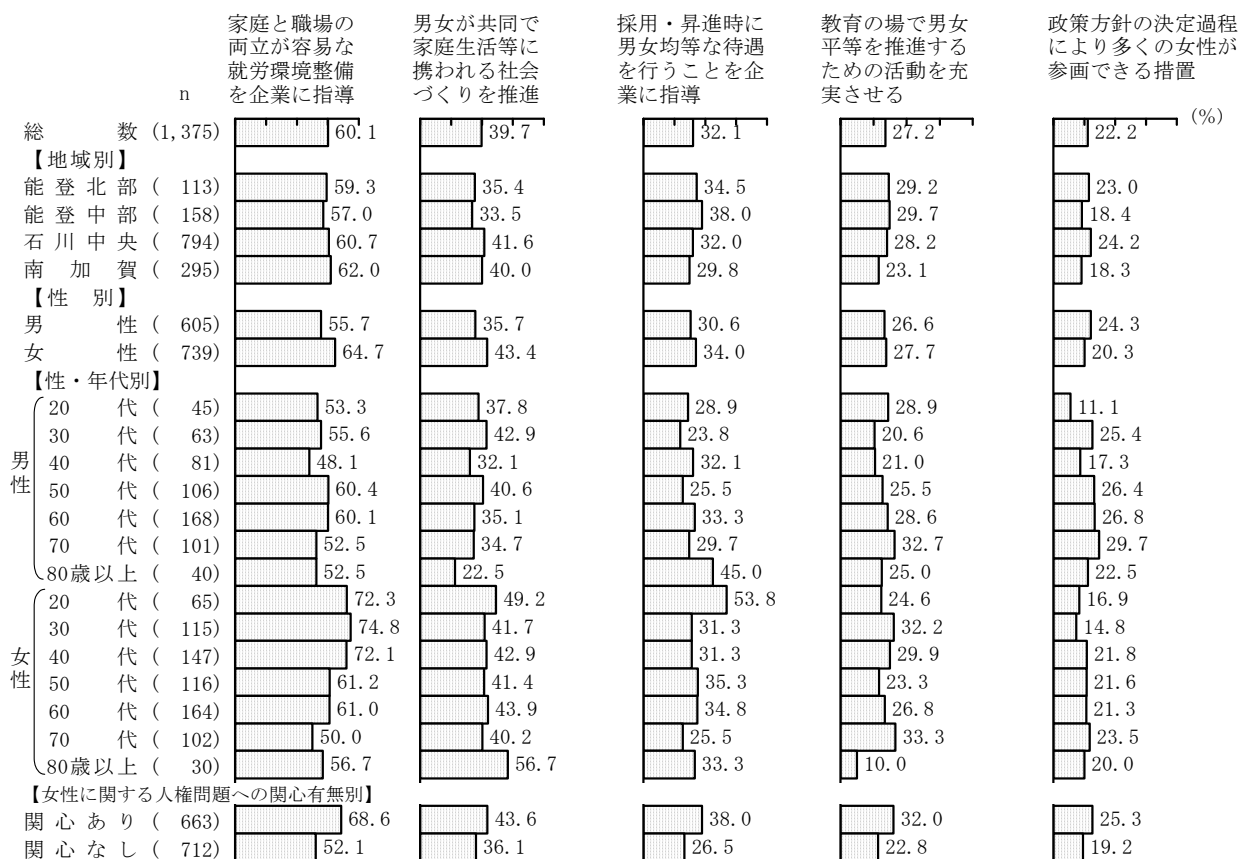 家庭と職場の
両立が容易な
就労環境整備
を企業に指導
男女が共同で
家庭生活等に
携われる社会
づくりを推進
採用・昇進時に
男女均等な待遇
を行うことを企
業に指導
教育の場で男女
平等を推進する
ための活動を充
実させる
政策方針の決定過程
により多くの女性が
参画できる措置
n
(%)
総数 (1,375) 60.1 39.7 32.1 27.2 22.2
【地域別】
能登北部 ( 113) 59.3 35.4 34.5 29.2 23.0
能登中部 ( 158) 57.0 33.5 38.0 29.7 18.4
石川中央 ( 794) 60.7 41.6 32.0 28.2 24.2
南加賀 ( 295) 62.0 40.0 29.8 23.1 18.3
【性 別】
男性 ( 605) 55.7 35.7 30.6 26.6 24.3
女性 ( 739) 64.7 43.4 34.0 27.7 20.3
【性・年代別】
男性
20代 ( 45) 53.3 37.8 28.9 28.9 11.1
30代 ( 63) 55.6 42.9 23.8 20.6 25.4
40代 ( 81) 48.1 32.1 32.1 21.0 17.3
50代 ( 106) 60.4 40.6 25.5 25.5 26.4
60代 ( 168) 60.1 35.1 33.3 28.6 26.8
70代 ( 101) 52.5 34.7 29.7 32.7 29.7
80歳以上 ( 40) 52.5 22.5 45.0 25.0 22.5
女性
20代 ( 65) 72.3 49.2 53.8 24.6 16.9
30代 ( 115) 74.8 41.7 31.3 32.2 14.8
40代 ( 147) 72.1 42.9 31.3 29.9 21.8
50代 ( 116) 61.2 41.4 35.3 23.3 21.6
60代 ( 164) 61.0 43.9 34.8 26.8 21.3
70代 ( 102) 50.0 40.2 25.5 33.3 23.5
80歳以上 ( 30) 56.7 56.7 33.3 10.0 20.0
【女性に関する人権問題への関心有無別】
関心あり ( 663) 68.6 43.6 38.0 32.0 25.3
関心なし ( 712) 52.1 36.1 26.5 22.8 19.2